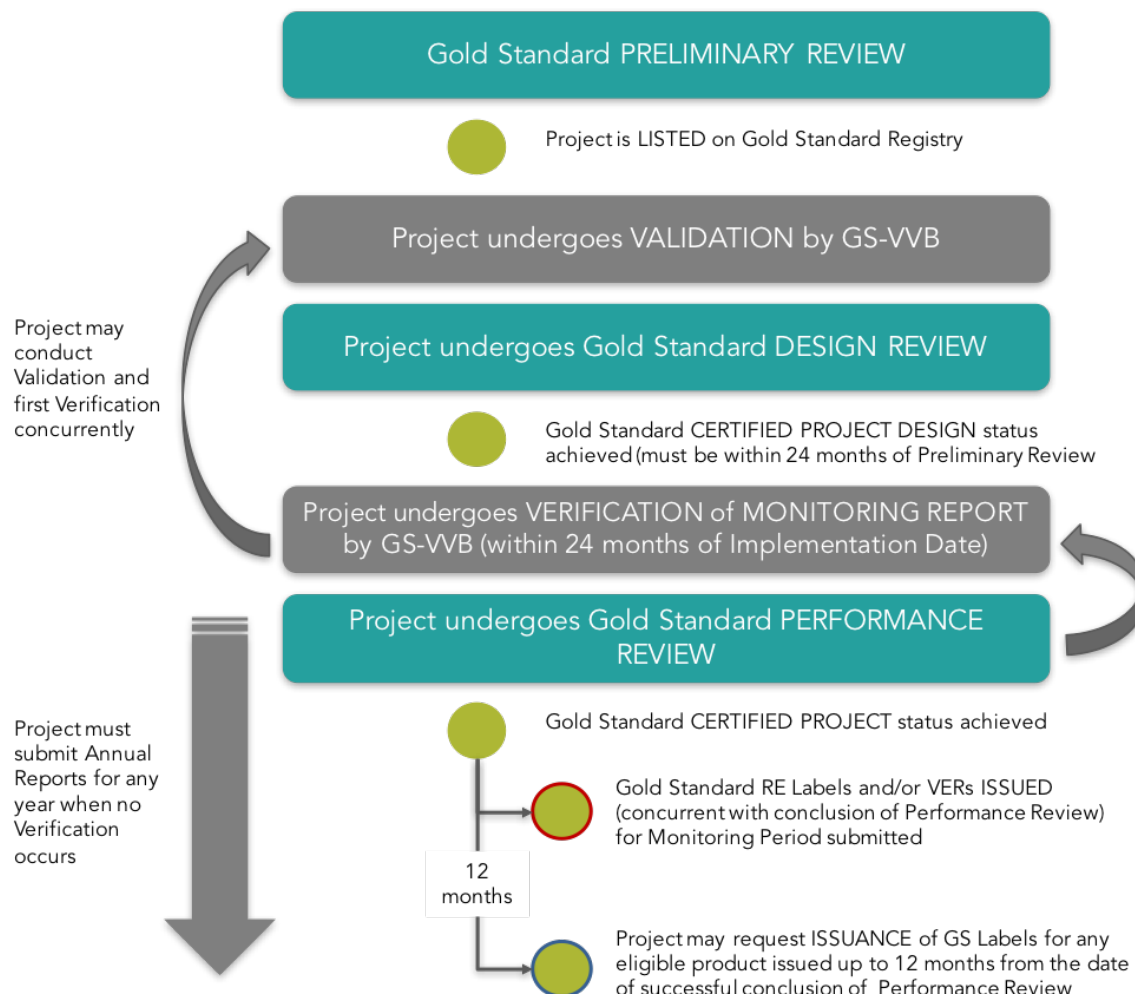 Gold Standard PRELIMINARY REVIEW
Project is LISTED on Gold Standard Registry
Project undergoes VALIDATION by GS-VVB
Project may
conduct
Validation and
first Verification
concurrently
Project undergoes Gold Standard DESIGN REVIEW
Gold Standard CERTIFIED PROJECT DESIGN status
achieved (must be within 24 months of Preliminary Review
Project undergoes VERIFICATION of MONITORING REPORT
by GS-VVB (within 24 months of Implementation Date)
Project undergoes Gold Standard PERFORMANCE
REVIEW
Project must
submit Annual
Reports for any
year when no
Verification
occurs
Gold Standard CERTIFIED PROJECT status achieved
Gold Standard RE Labels and/or VERs ISSUED
(concurrent with conclusion of Performance Review)
for Monitoring Period submitted
12
months
Project may request ISSUANCE of GS Labels for any
eligible product issued up to 12 months from the date
of successful conclusion of Performance Review